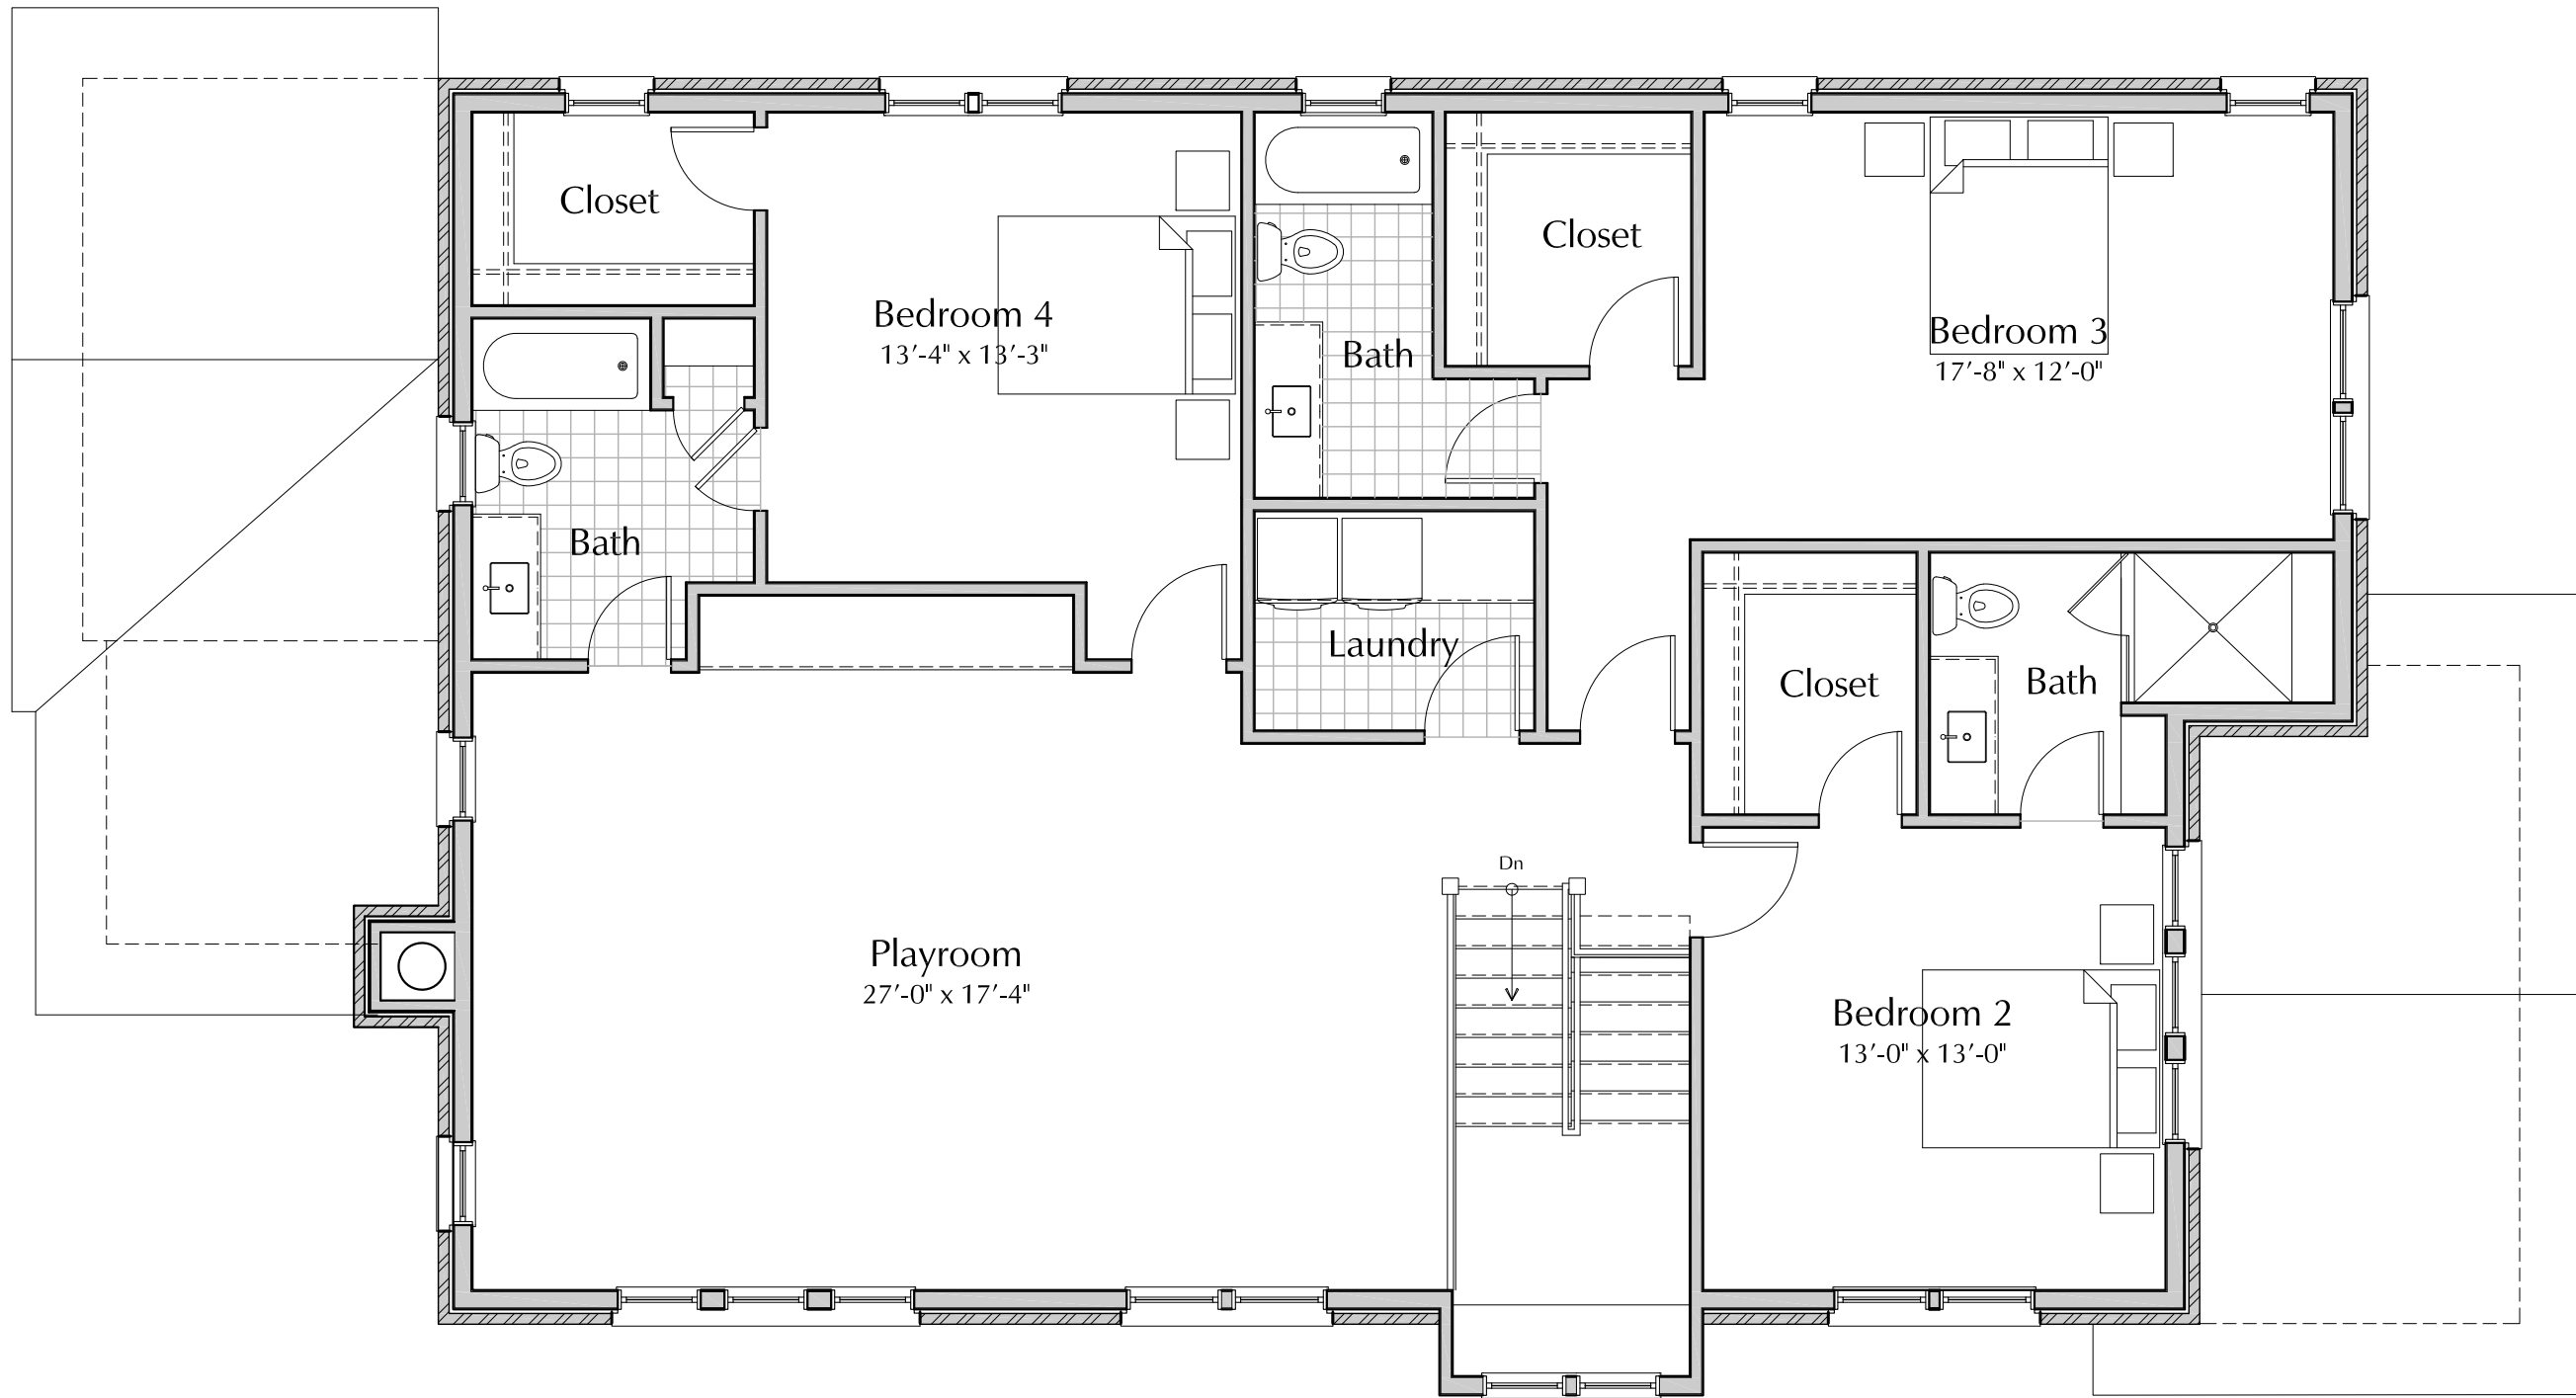 Closet
Bedroom 4
13'-4" x 13'-3"
Bath
Closet
Bath
Bedroom 3
17'-8" x 12'-0"
Laundry
Closet
Bath
Dn
Playroom
27'-0" x 17'-4"
Bedroom 2
13'-0" x 13'-0"